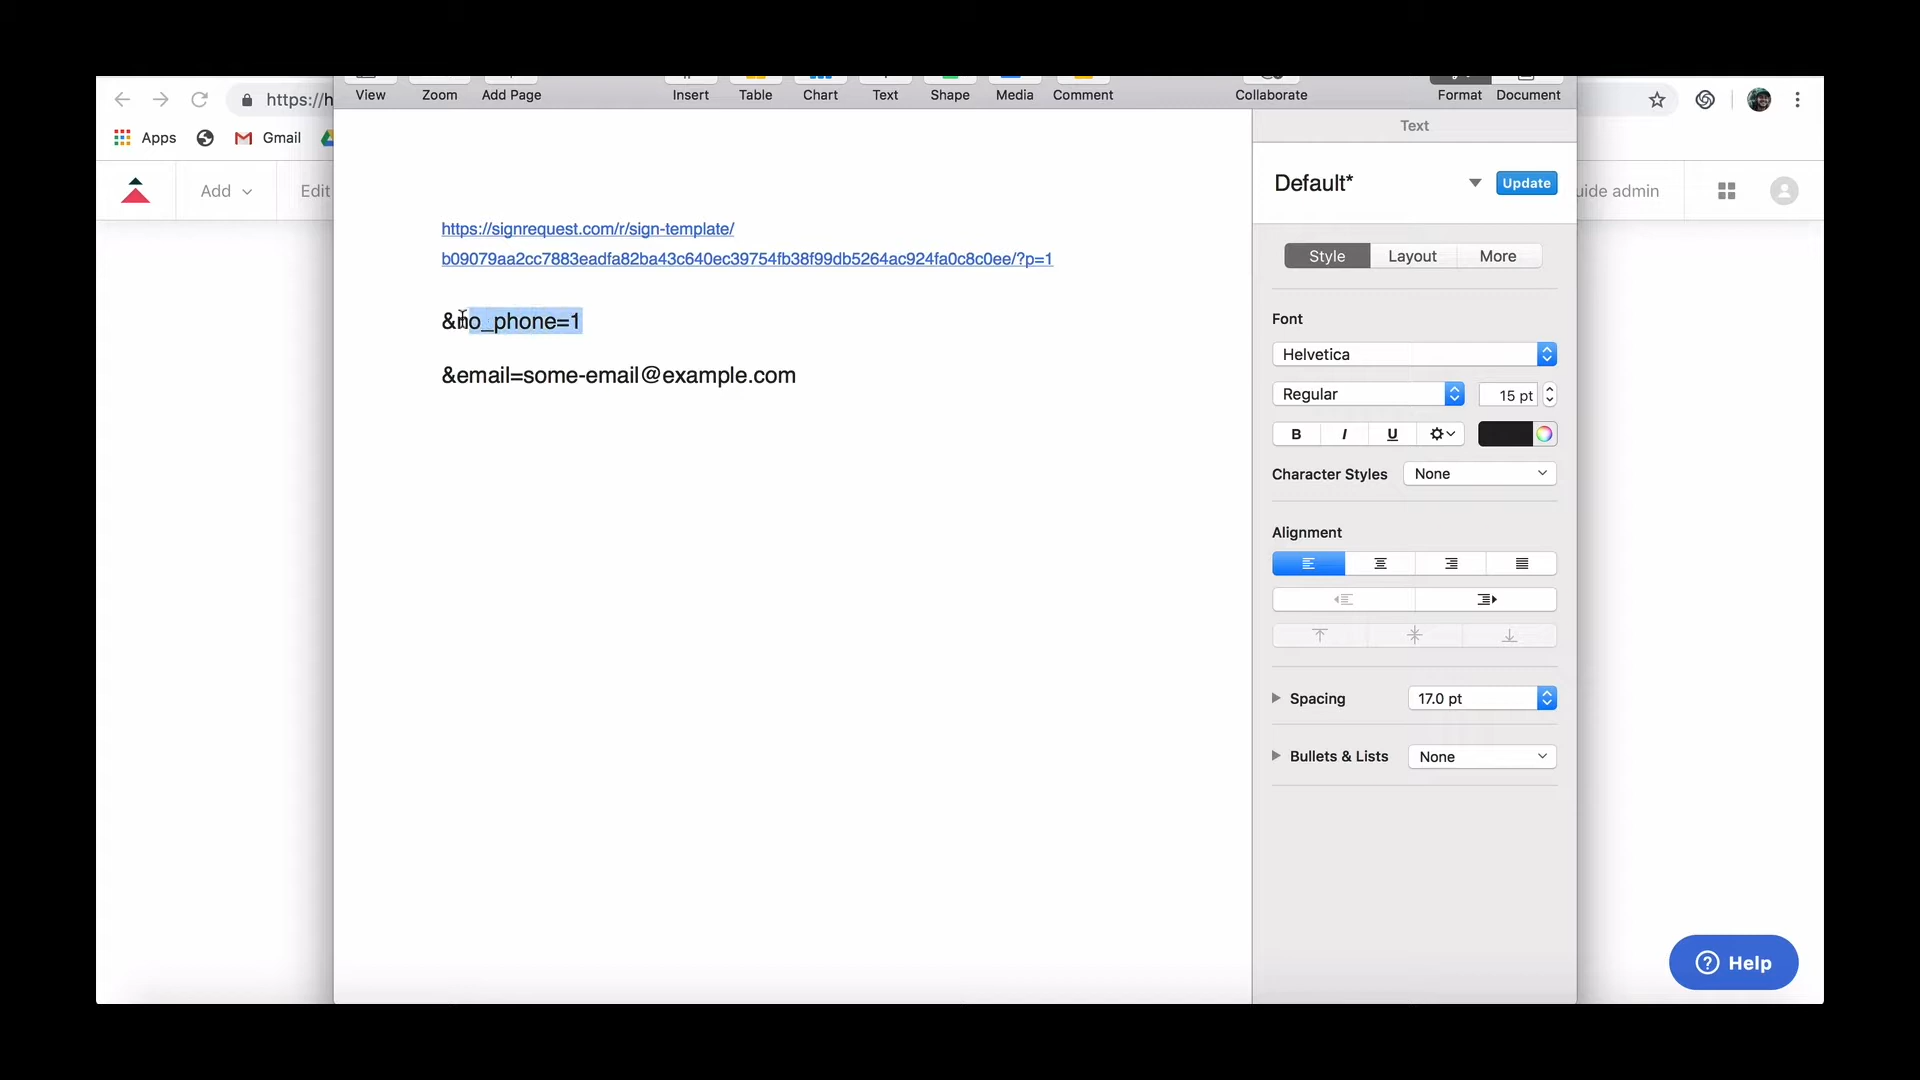 View
Zoom
Add Page
Insert
Table
Chart
Text
Shape
Media
Comment
Collaborate
Format
Document
https://h
Apps
Gmail
Add
Edit
uide admin
https://signrequest.com/r/sign-template/
b09079aa2cc7883eadfa82ba43c640ec39754fb38f99db5264ac924fa0c8c0ee/?p=1
&no_phone=1
&email=some-email@example.com
Text
Default*
Update
Style
Layout
More
Font
Helvetica
Regular
15 pt
B
I
U
Character Styles
None
Alignment
Spacing
17.0 pt
Bullets & Lists
None
Help